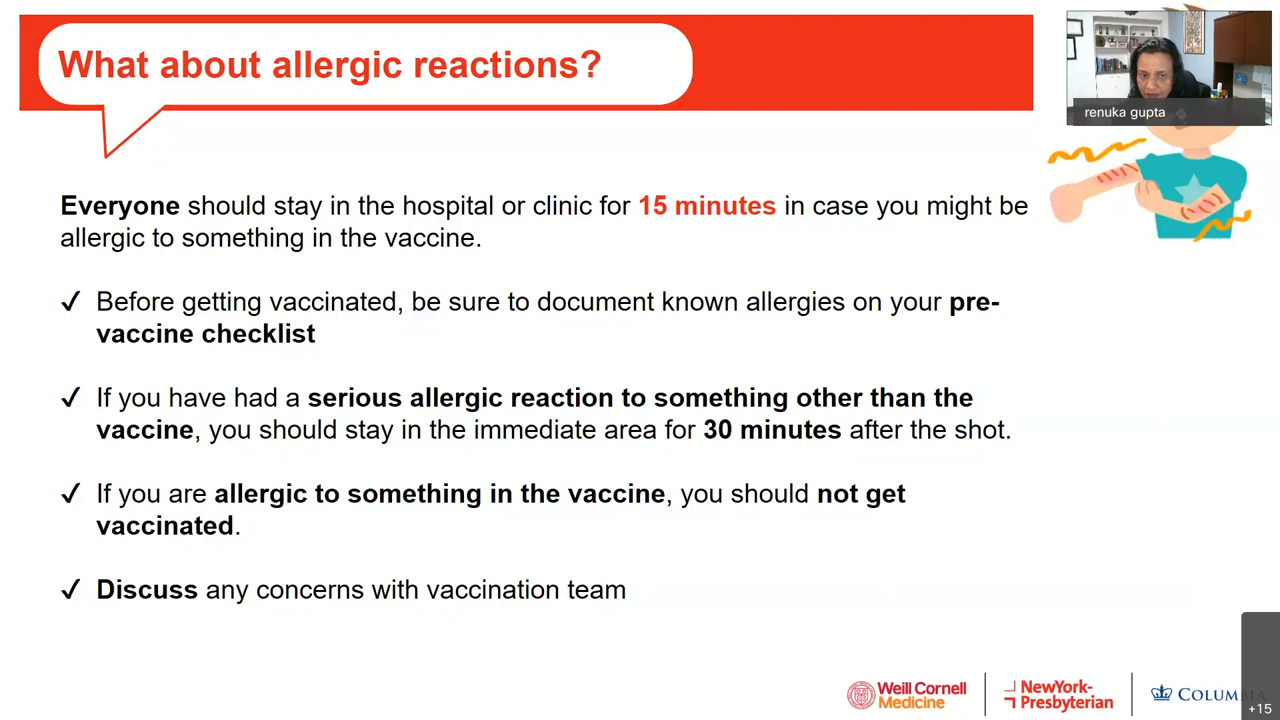 What about allergic reactions?
renuka gupta
Everyone should stay in the hospital or clinic for 15 minutes in case you might be
allergic to something in the vaccine.
✓ Before getting vaccinated, be sure to document known allergies on your pre-
vaccine checklist
✓ If you have had a serious allergic reaction to something other than the
vaccine, you should stay in the immediate area for 30 minutes after the shot.
✓ If you are allergic to something in the vaccine, you should not get
vaccinated.
✓ Discuss any concerns with vaccination team
Weill Cornell
Medicine
NewYork-
Presbyterian
COLUMBIA
+15